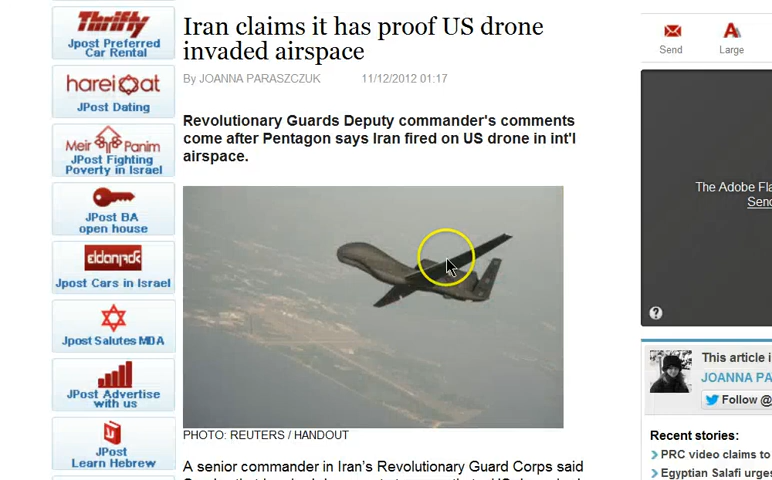 Thrifty
Jpost Preferred
Car Rental
JPost Dating
Meir Panim
JPost Fighting
Poverty in Israel
JPost BA
open house
eldan
Jpost Cars in Israel
Jpost Salutes MDA
JPost Advertise
with us
JPost
Learn Hebrew
Iran claims it has proof US drone
invaded airspace
By JOANNA PARASZCZUK 11/12/2012 01:17
Revolutionary Guards Deputy commander's comments
come after Pentagon says Iran fired on US drone in int'l
airspace.
PHOTO: REUTERS / HANDOUT
A senior commander in Iran's Revolutionary Guard Corps said
Send
A
Large
The Adobe Fla
Send
?
This article i
JOANNA PA
Follow @
Recent stories:
PRC video claims to
Egyptian Salafi urges